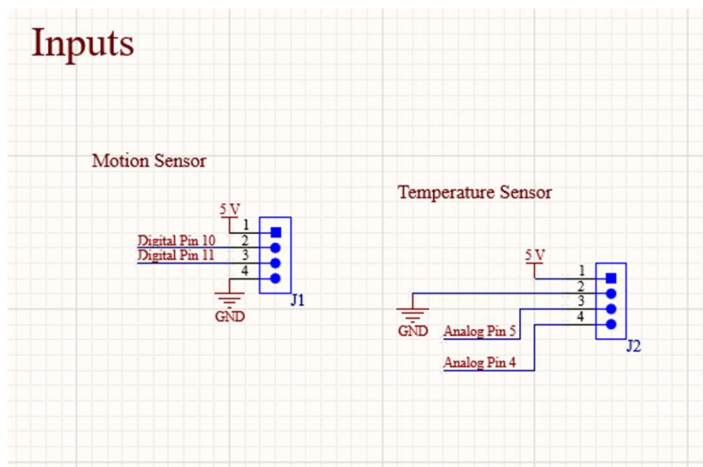 Inputs
Motion Sensor
5 V
1
Digital Pin 10
2
Digital Pin 11
3
4
GND
J1
Temperature Sensor
5 V
1
2
3
4
GND
Analog Pin 5
Analog Pin 4
J2